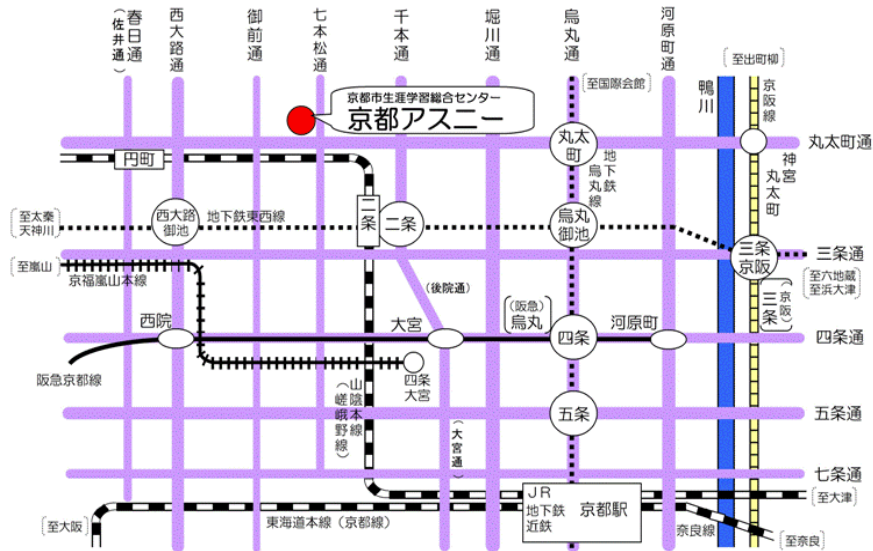 春日通
（佐井通）
西大路通
御前通
七本松通
千本通
堀川通
烏丸通
河原町通
至出町柳
至国際会館
鴨川
京阪線
京都市生涯学習総合センター
京都アスニー
丸太町
丸太町通
神宮丸太町
地下鉄烏丸線
円町
至太秦天神川
西大路御池
地下鉄東西線
二条
二条
烏丸御池
三条京阪
三条通
至嵐山
京福嵐山本線
（後院通）
至六地蔵
至浜大津
（京阪）三条
西院
大宮
（阪急）烏丸
四条
河原町
四条通
阪急京都線
四条大宮
山陰本線
（嵯峨野線）
五条
五条通
（大宮通）
七条通
JR
地下鉄
近鉄
京都駅
至大津
至大阪
東海道本線（京都線）
奈良線
至奈良